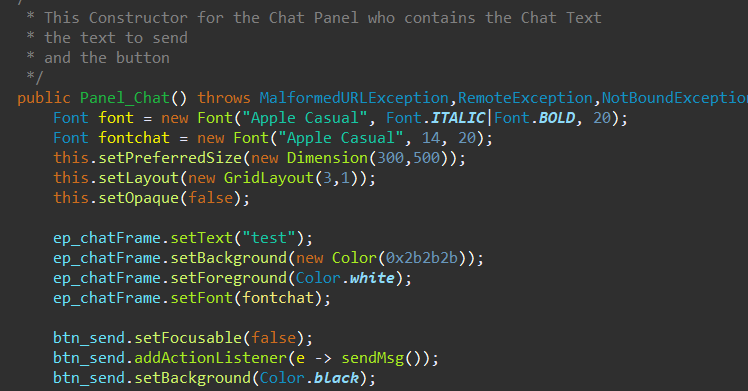 /
* This Constructor for the Chat Panel who contains the Chat Text
* the text to send
* and the button
*/
public Panel_Chat() throws MalformedURLException,RemoteException,NotBoundException
Font font = new Font("Apple Casual", Font.ITALIC|Font.BOLD, 20);
Font fontchat = new Font("Apple Casual", 14, 20);
this.setPreferredSize(new Dimension(300,500));
this.setLayout(new GridLayout(3,1));
this.setOpaque(false);
ep_chatFrame.setText("test");
ep_chatFrame.setBackground(new Color(0x2b2b2b));
ep_chatFrame.setForeground(Color.white);
ep_chatFrame.setFont(fontchat);
btn_send.setFocusable(false);
btn_send.addActionListener(e -> sendMsg());
btn_send.setBackground(Color.black);